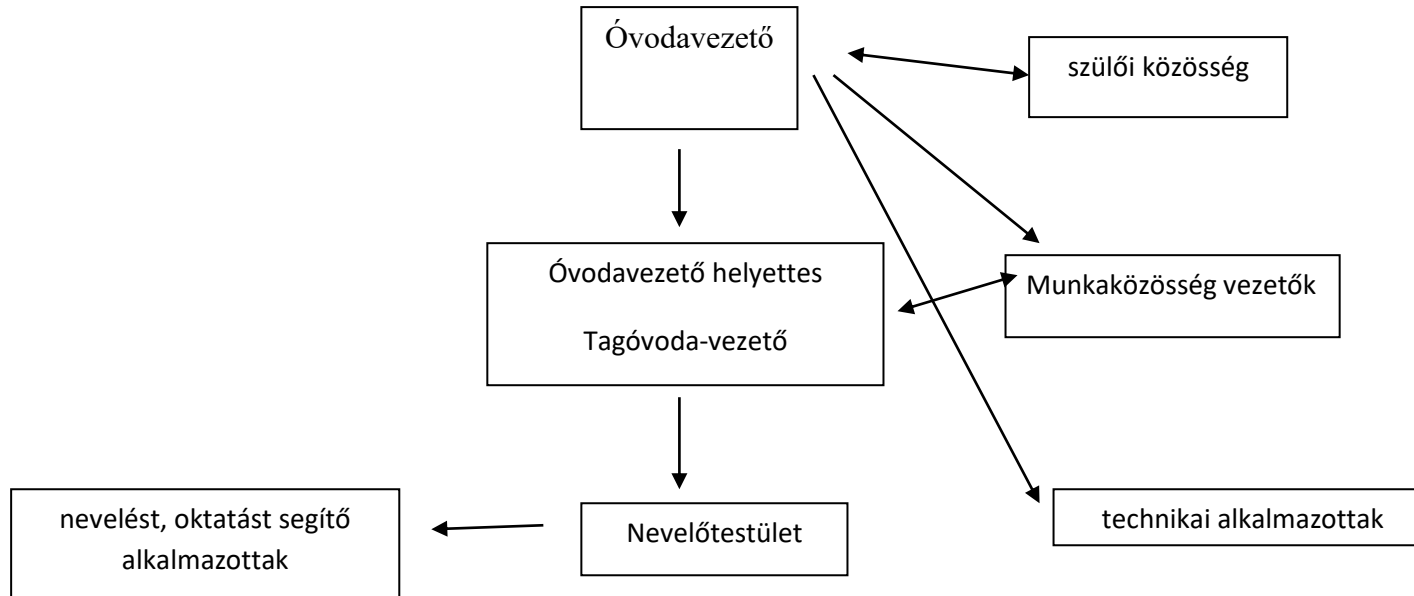 Óvodavezető
szülői közösség
Óvodavezető helyettes
Tagóvoda-vezető
Munkaközösség vezetők
nevelést, oktatást segítő
alkalmazottak
Nevelőtestület
technikai alkalmazottak